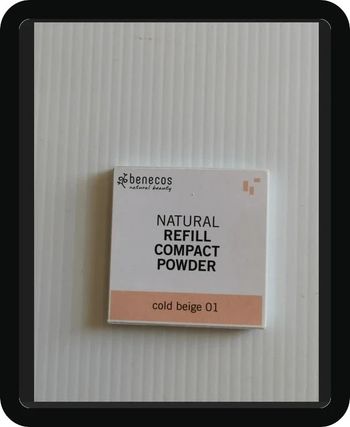 benecos
natural beauty
NATURAL
REFILL
COMPACT
POWDER
cold beige 01